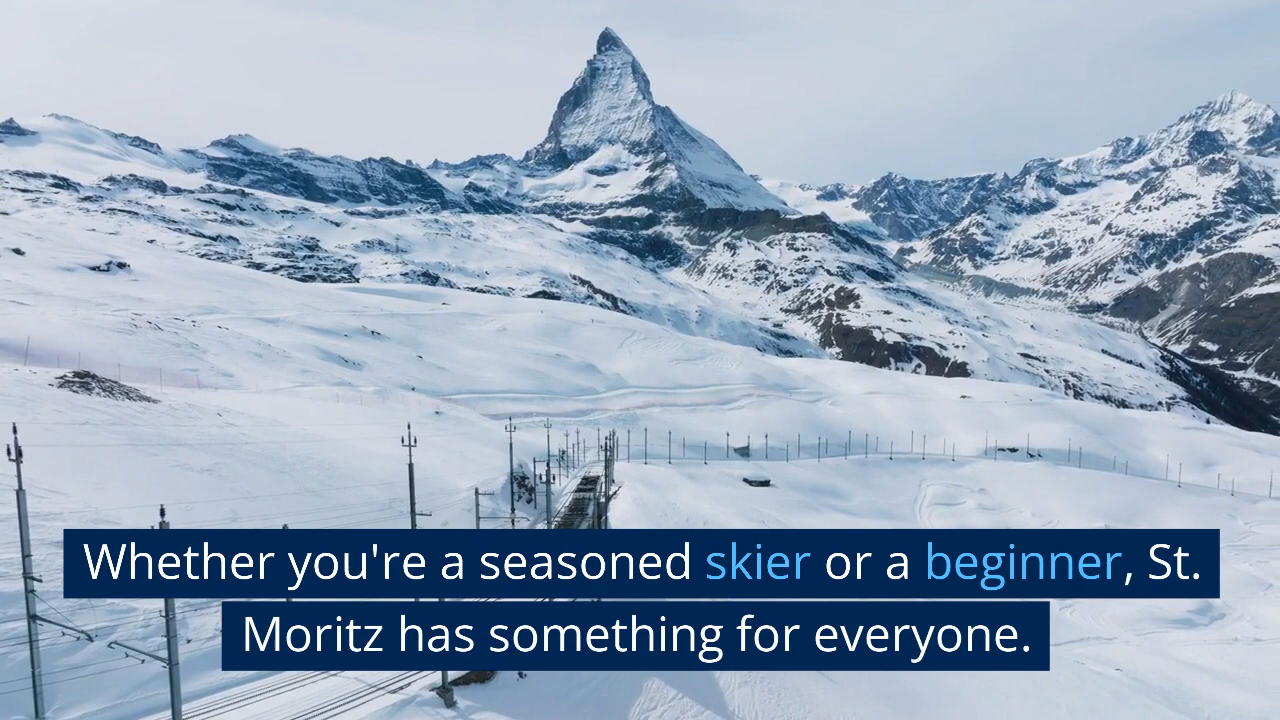 Whether you're a seasoned skier or a beginner, St.
Moritz has something for everyone.